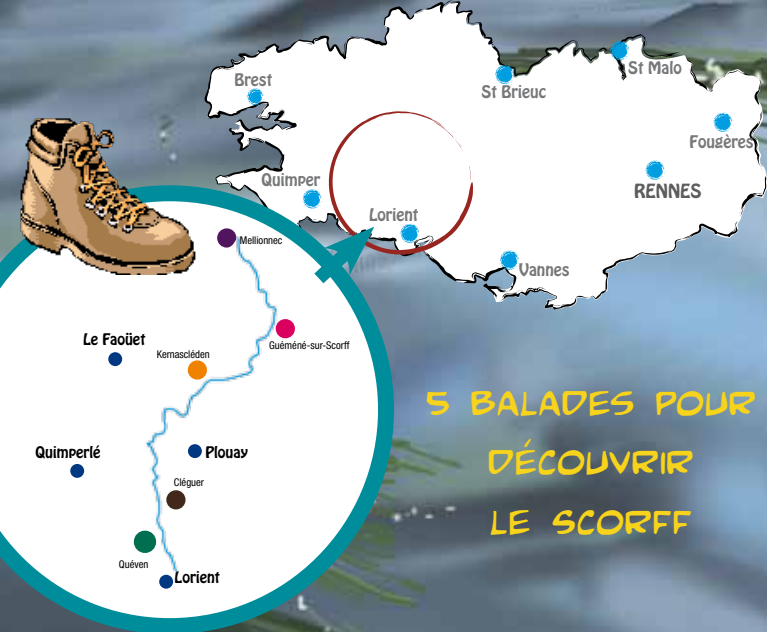 Brest
St Brieuc
St Malo
Fougères
Quimper
RENNES
Lorient
Vannes
Mellionnec
Le Faoüet
Guéméné-sur-Scorff
Kernascléden
Quimperlé
Plouay
Cléguer
Quéven
Lorient
5 BALADES POUR
DÉCOUVRIR
LE SCORFF